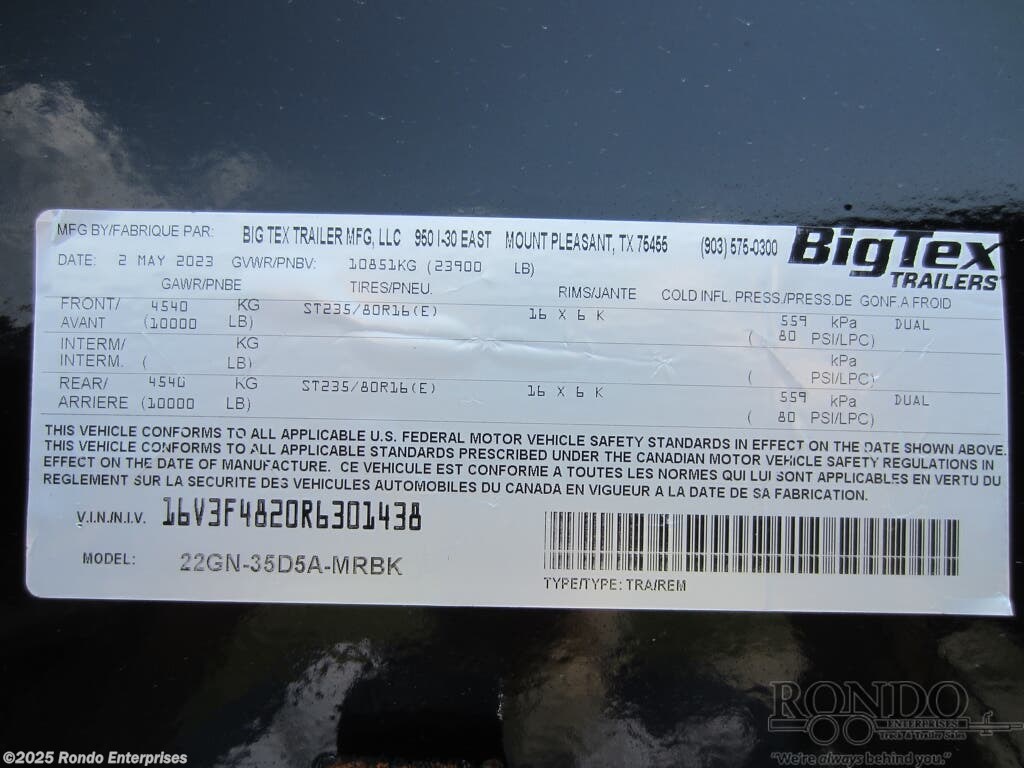 MFG BY/FABRIQUE PAR: BIG TEX TRAILER MFG, LLC 950 I-30 EAST MOUNT PLEASANT, TX 75455 (903) 575-0300
BigTex
TRAILERS
DATE: 2 MAY 2023 GVWR/PNBV: 10851KG (23900 LB)
GAWR/PNBE TIRES/PNEU. RIMS/JANTE COLD INFL. PRESS./PRESS.DE GONF.A FROID
FRONT/ 4540 KG ST235/80R16(E) 16 X 6 K 559 kPa DUAL
AVANT (10000 LB) ( 80 PSI/LPC)
INTERM/ KG kPa
INTERM. ( LB) ( PSI/LPC)
REAR/ 4540 KG ST235/80R16(E) 16 X 6 K 559 kPa DUAL
ARRIERE (10000 LB) ( 80 PSI/LPC)
THIS VEHICLE CONFORMS TO ALL APPLICABLE U.S. FEDERAL MOTOR VEHICLE SAFETY STANDARDS IN EFFECT ON THE DATE SHOWN ABOVE.
THIS VEHICLE CONFORMS TO ALL APPLICABLE STANDARDS PRESCRIBED UNDER THE CANADIAN MOTOR VEHICLE SAFETY REGULATIONS IN
EFFECT ON THE DATE OF MANUFACTURE. CE VEHICULE EST CONFORME A TOUTES LES NORMES QUI LUI SONT APPLICABLES EN VERTU DU
REGLEMENT SUR LA SECURITE DES VEHICULES AUTOMOBILES DU CANADA EN VIGUEUR A LA DATE DE SA FABRICATION.
V.I.N./N.I.V. 16V3F4820R6301438
MODEL: 22GN-35D5A-MRBK
TYPE/TYPE: TRA/REM
RONDO
ENTERPRISES
Truck & Trailer Sales
"We're always behind you."
©2025 Rondo Enterprises